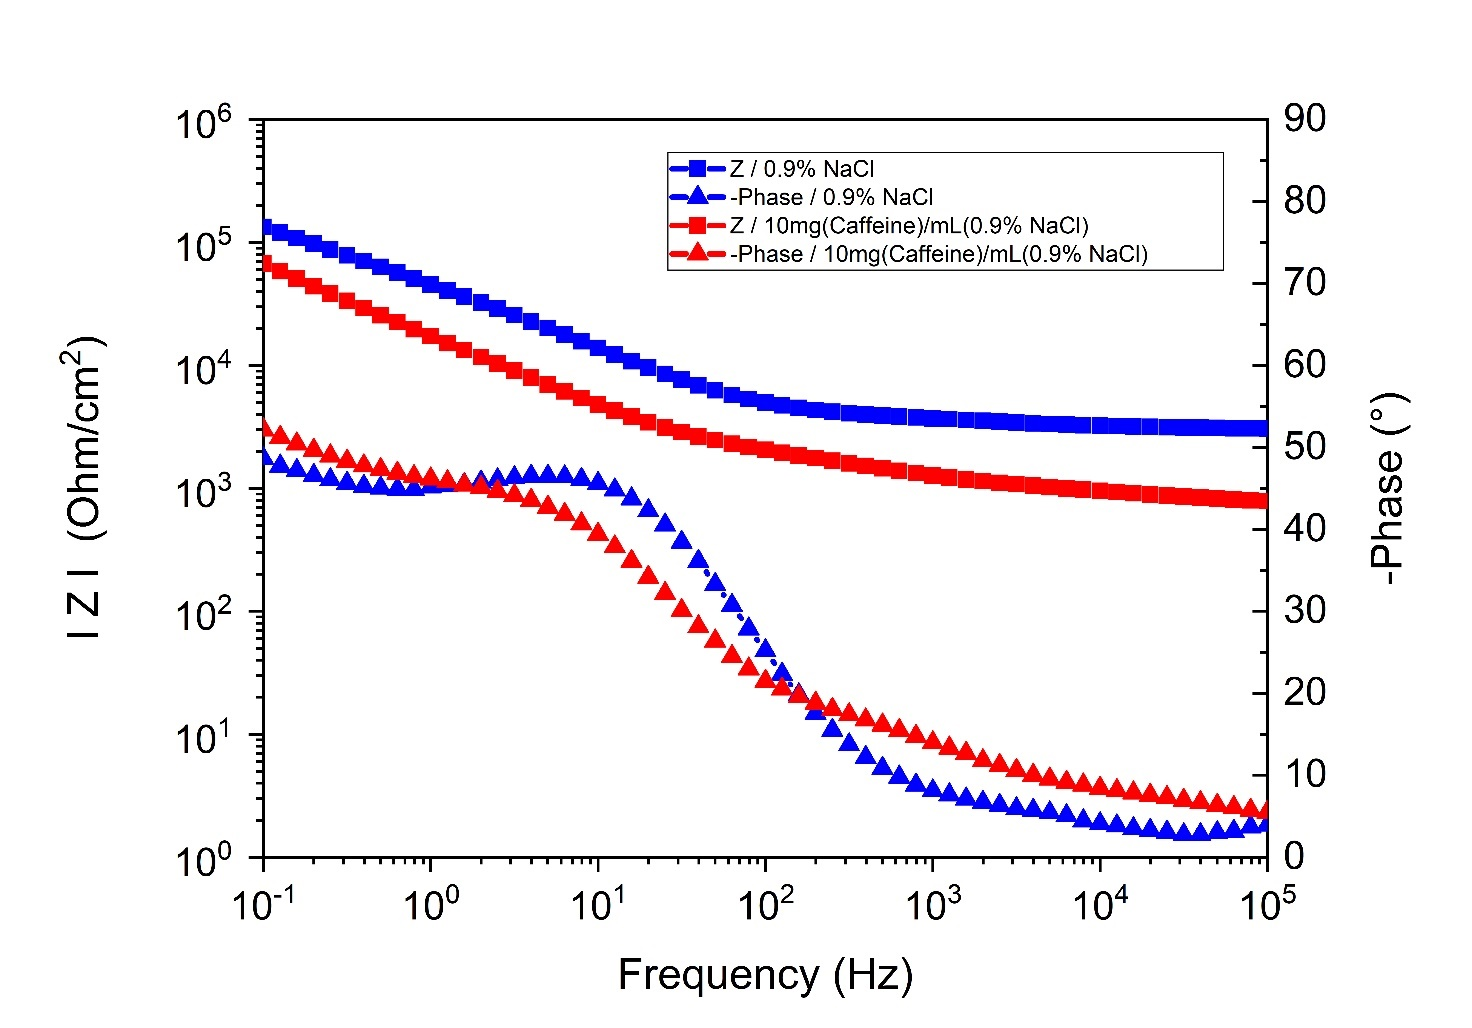 Z / 0.9% NaCl
-Phase / 0.9% NaCl
Z / 10mg(Caffeine)/mL(0.9% NaCl)
-Phase / 10mg(Caffeine)/mL(0.9% NaCl)
I Z I (Ohm/cm²)
10⁶
10⁵
10⁴
10³
10²
10¹
10⁰
90
80
70
60
50
40
30
20
10
0
-Phase (°)
10⁻¹ 10⁰ 10¹ 10² 10³ 10⁴ 10⁵
Frequency (Hz)